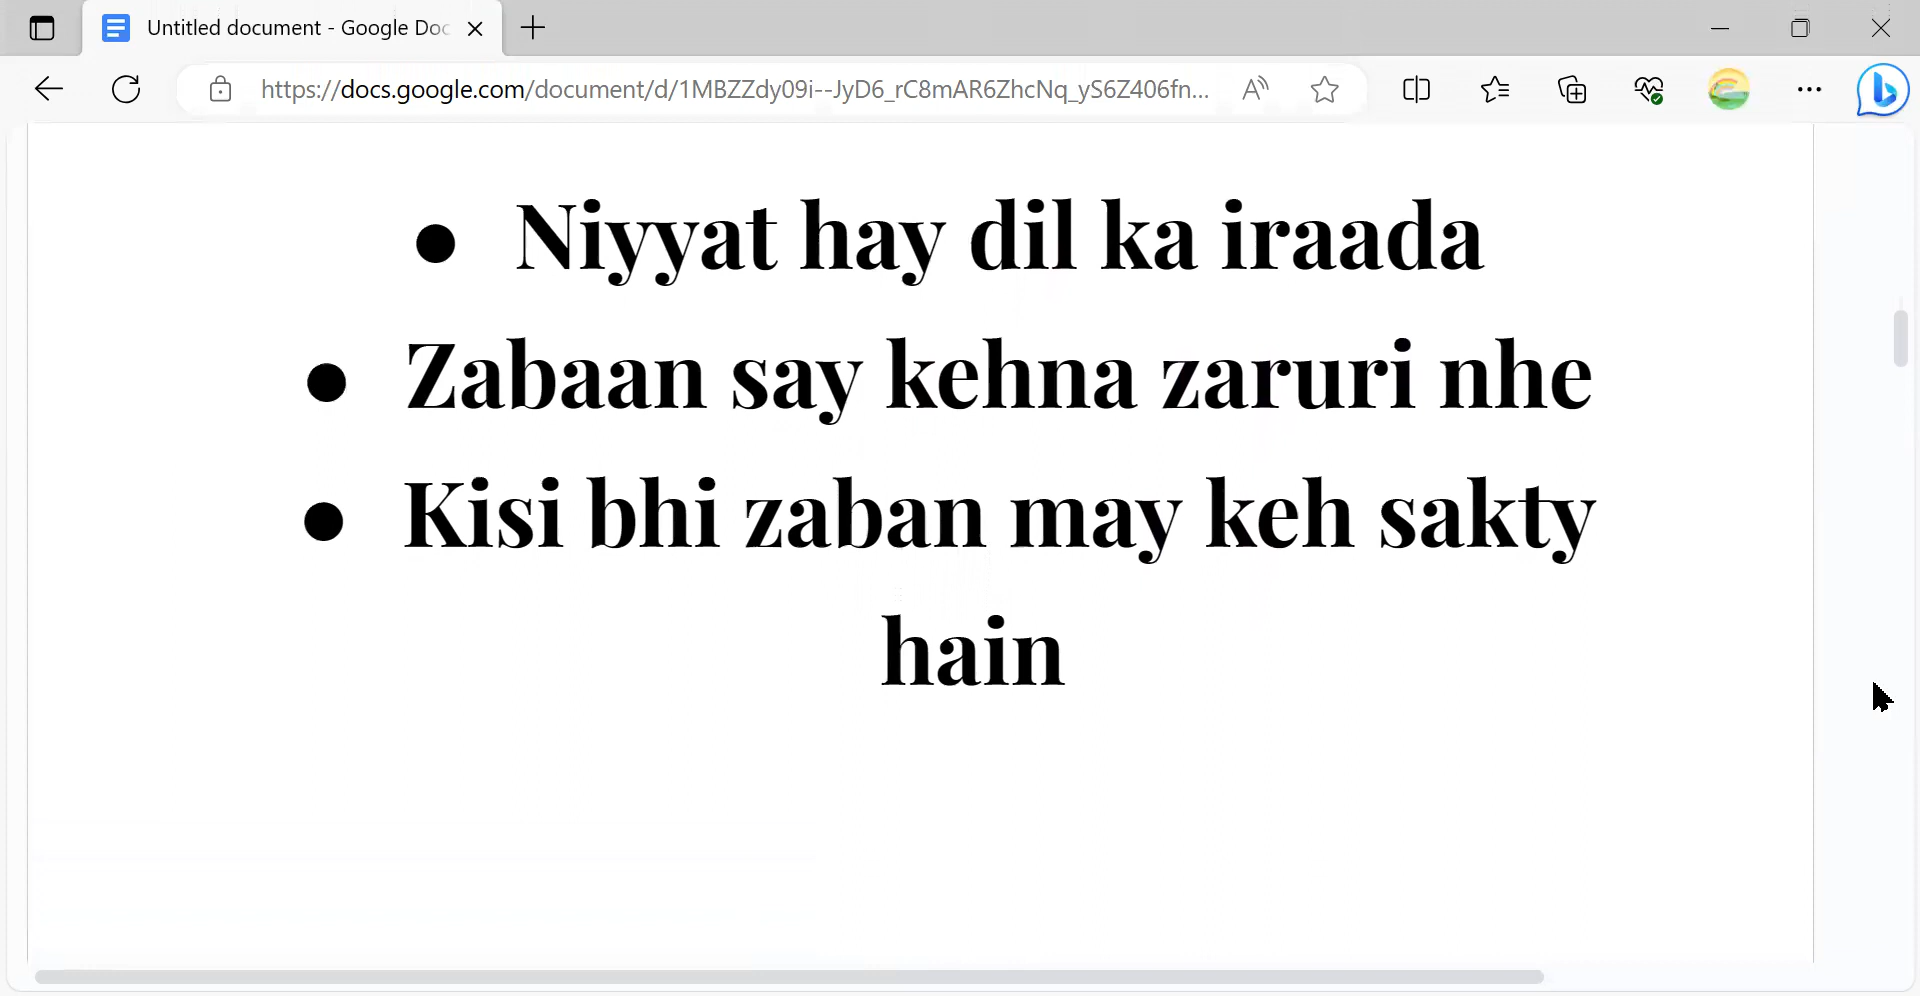 Untitled document - Google Doc
https://docs.google.com/document/d/1MBZZdy09i--JyD6_rC8mAR6ZhcNq_yS6Z406fn...
● Niyyat hay dil ka iraada
● Zabaan say kehna zaruri nhe
● Kisi bhi zaban may keh sakty
hain